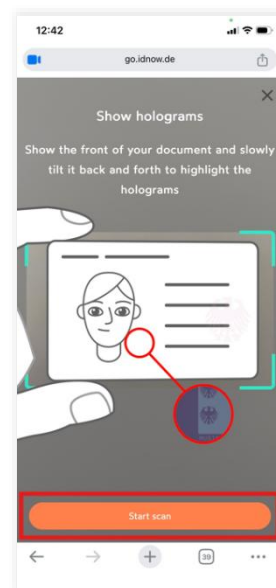 12:42
go.idnow.de
Show holograms
Show the front of your document and slowly
tilt it back and forth to highlight the
holograms
Start scan
39